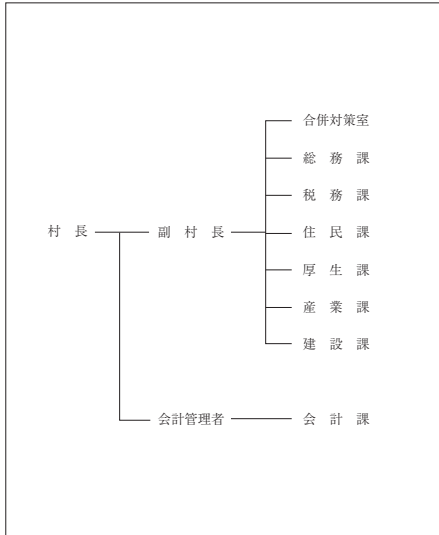 合併対策室
総務課
税務課
村長 副村長 住民課
厚生課
産業課
建設課
会計管理者 会計課